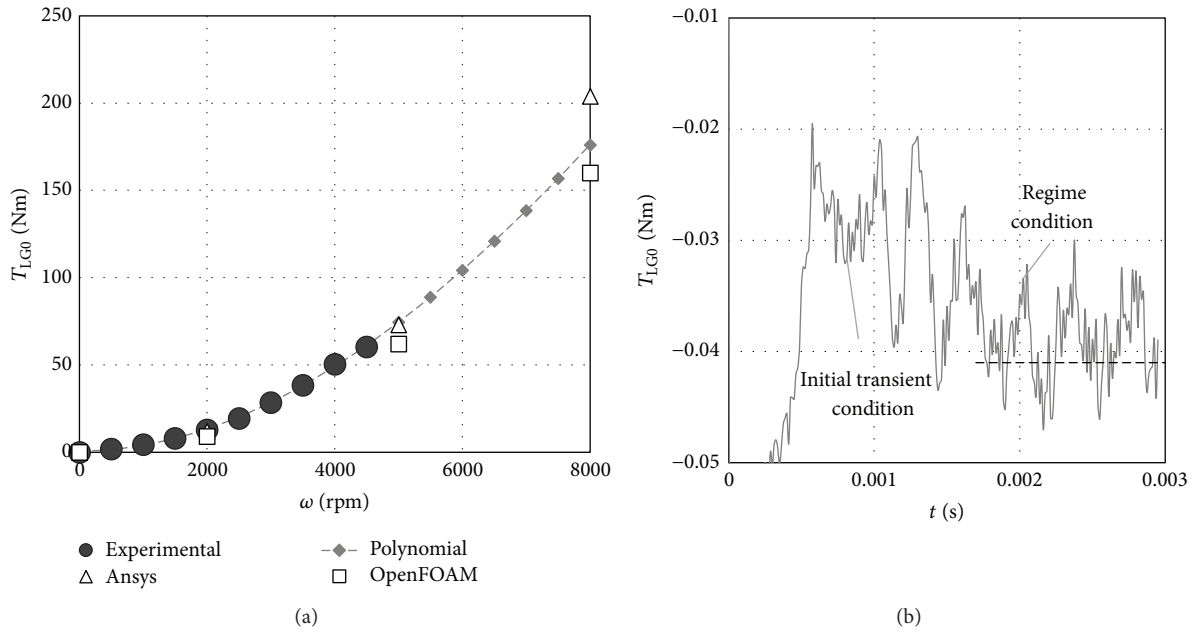 250
200
150
100
50
0
T_LG0 (Nm)
0 2000 4000 6000 8000
ω (rpm)
Experimental
Polynomial
Ansys
OpenFOAM
(a)
−0.01
−0.02
−0.03
−0.04
−0.05
T_LG0 (Nm)
Regime
condition
Initial transient
condition
0 0.001 0.002 0.003
t (s)
(b)